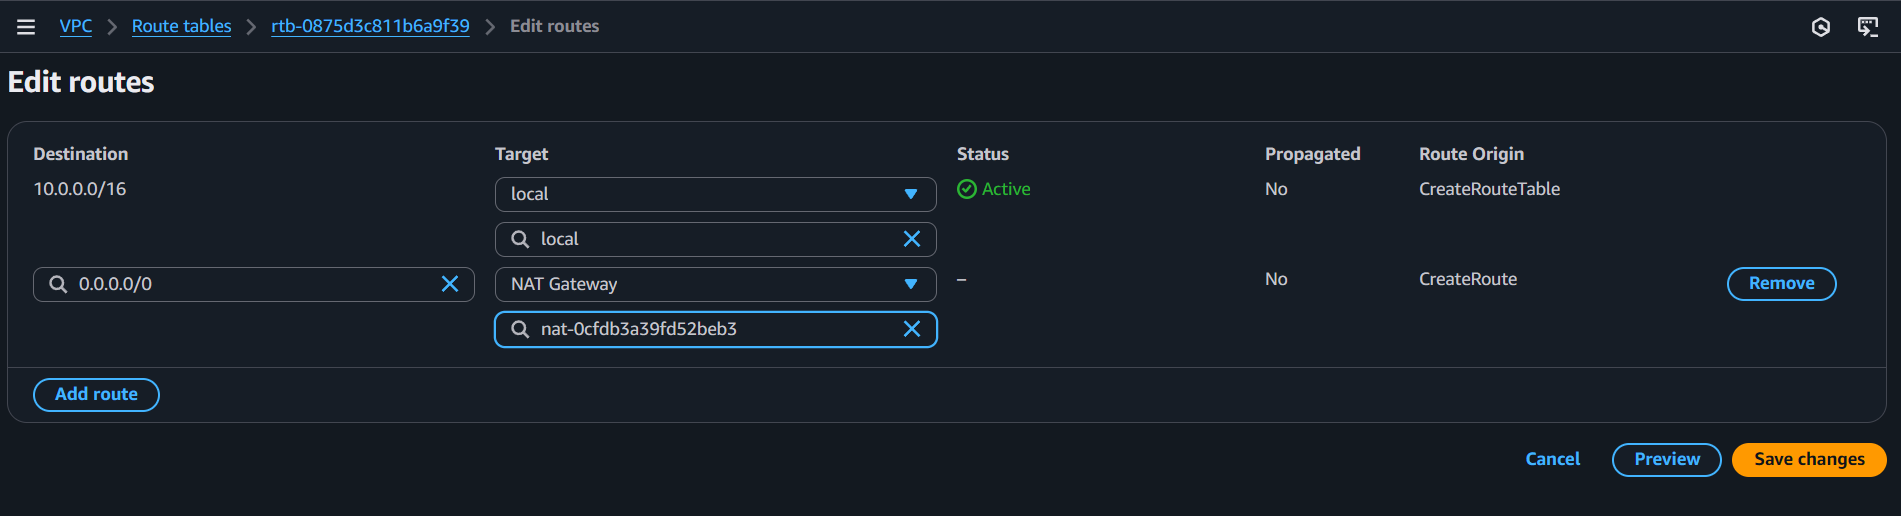 VPC > Route tables > rtb-0875d3c811b6a9f39 > Edit routes
Edit routes
Destination Target Status Propagated Route Origin
10.0.0.0/16 local Active No CreateRouteTable
local
0.0.0.0/0 NAT Gateway – No CreateRoute Remove
nat-0cfdb3a39fd52beb3
Add route
Cancel Preview Save changes